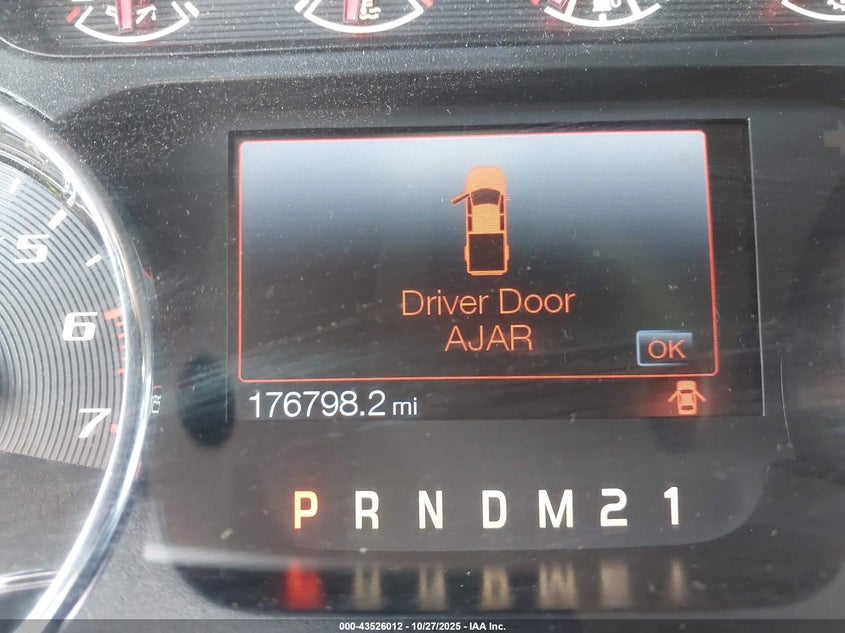 5
6
7
Driver Door
AJAR
OK
176798.2 mi
P R N D M 2 1
000-43526012 - 10/27/2025 - IAA Inc.